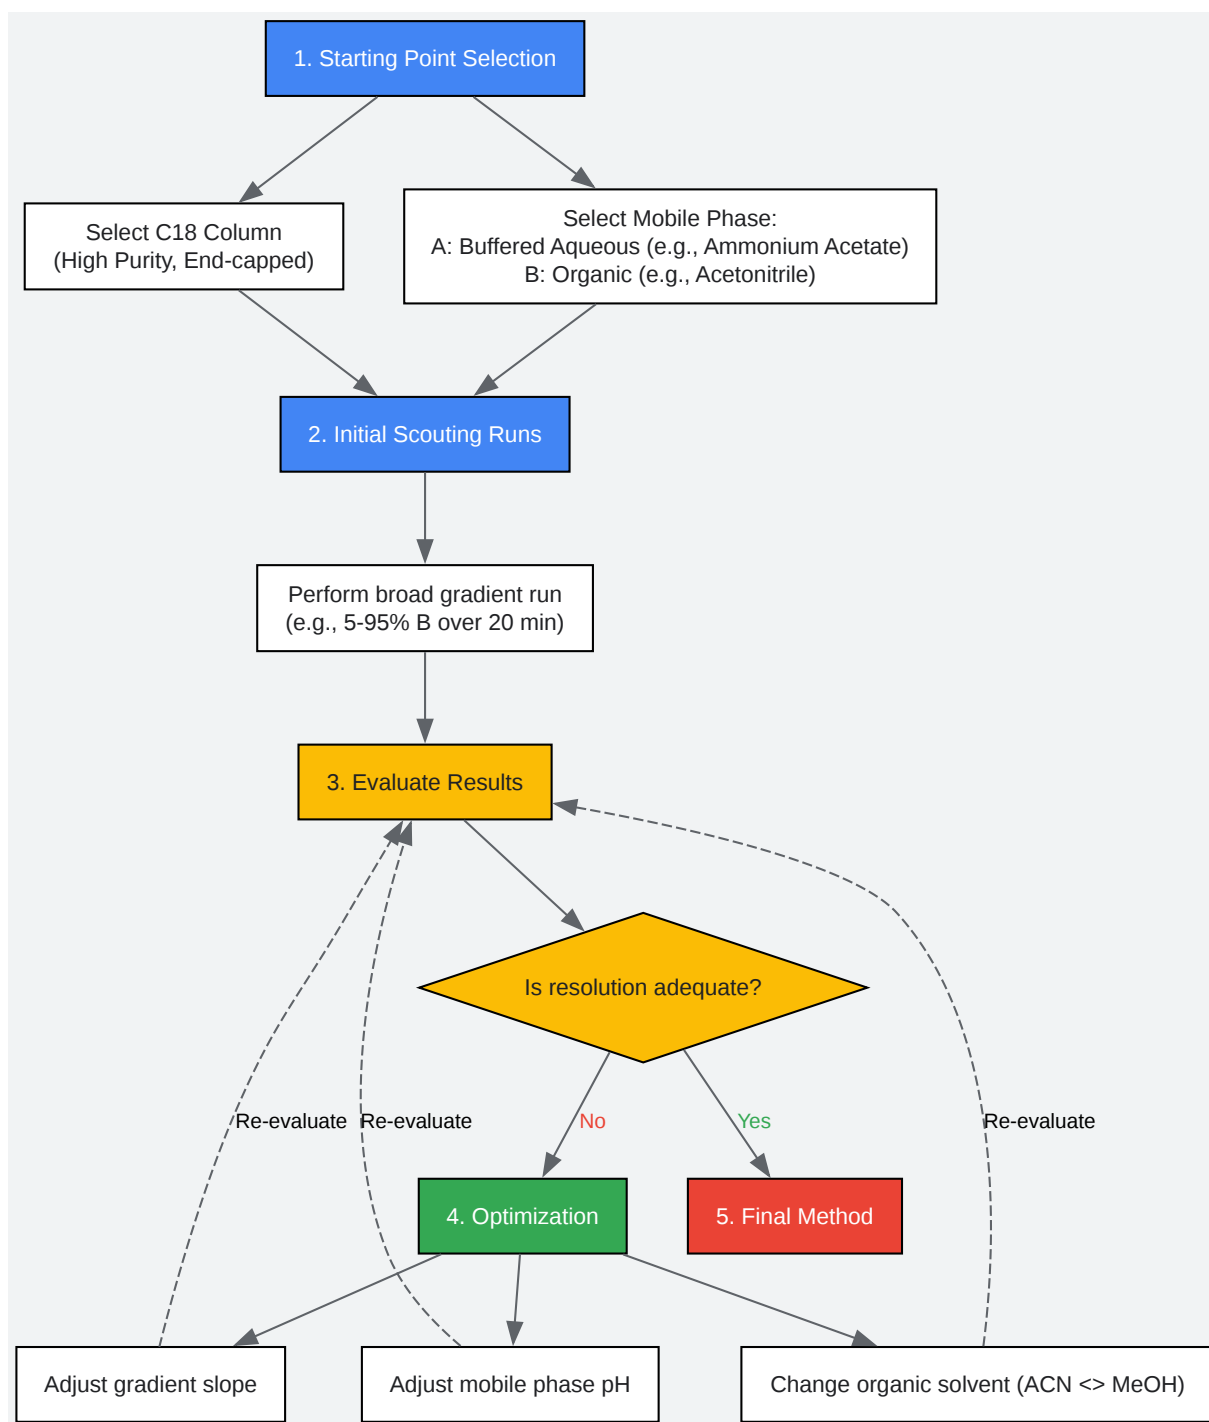 1. Starting Point Selection
Select C18 Column
(High Purity, End-capped)
Select Mobile Phase:
A: Buffered Aqueous (e.g., Ammonium Acetate)
B: Organic (e.g., Acetonitrile)
2. Initial Scouting Runs
Perform broad gradient run
(e.g., 5-95% B over 20 min)
3. Evaluate Results
Is resolution adequate?
Re-evaluate
Re-evaluate
No
Yes
Re-evaluate
4. Optimization
5. Final Method
Adjust gradient slope
Adjust mobile phase pH
Change organic solvent (ACN <> MeOH)